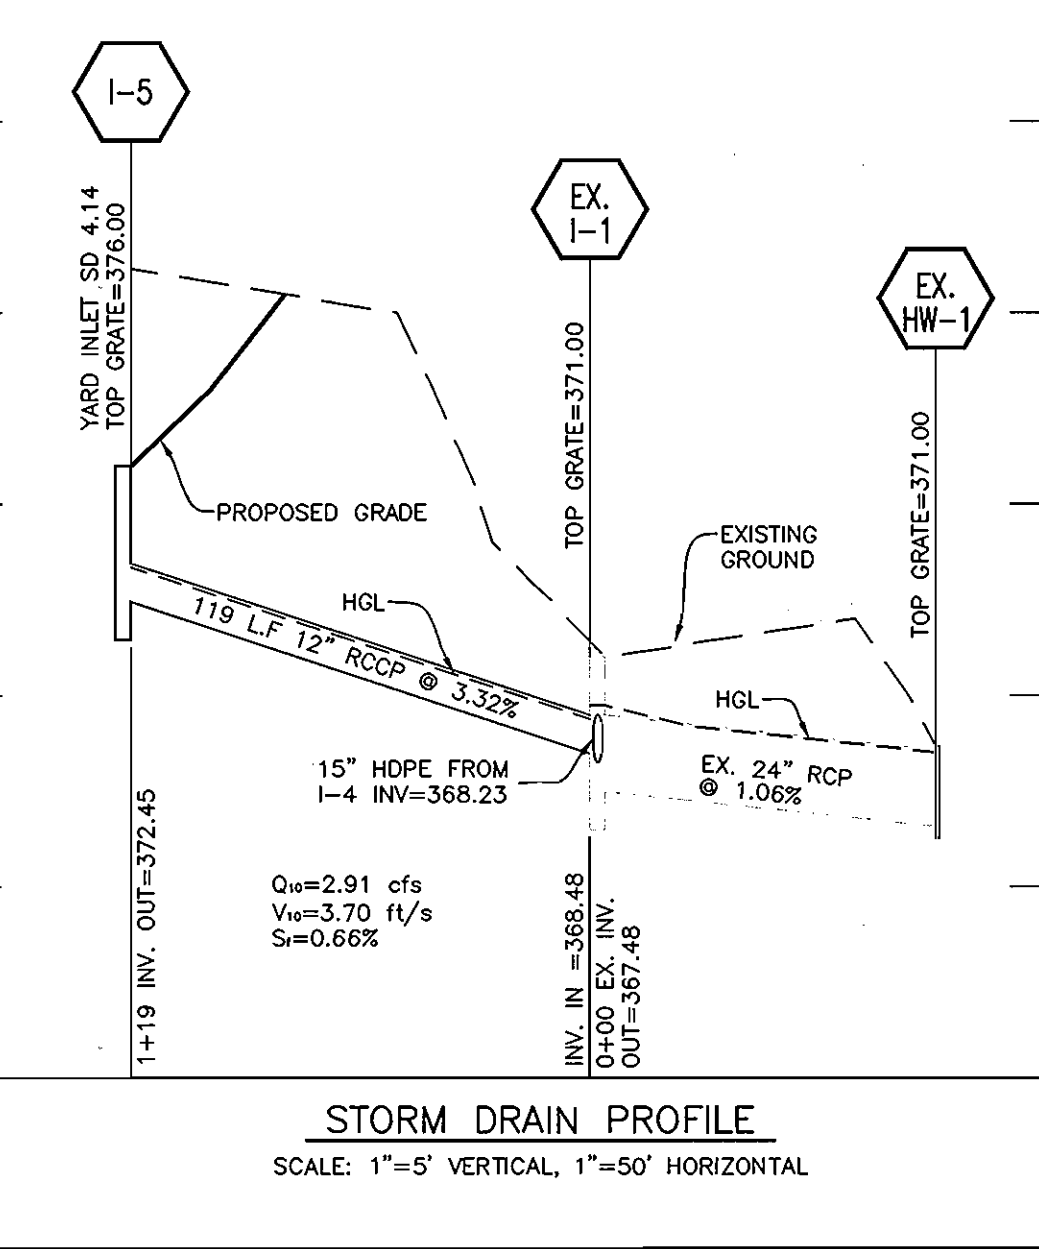 I-5
YARD INLET SD 4.14
TOP GRATE=376.00
EX.
I-1
TOP GRATE=371.00
EX.
HW-1
TOP GRATE=371.00
PROPOSED GRADE
EXISTING
GROUND
HGL
119 L.F 12" RCCP @ 3.32%
HGL
15" HDPE FROM
I-4 INV=368.23
EX. 24" RCP
@ 1.06%
1+19 INV. OUT=372.45
Q10=2.91 cfs
V10=3.70 ft/s
Sf=0.66%
INV. IN =368.48
0+00 EX. INV.
OUT=367.48
STORM DRAIN PROFILE
SCALE: 1"=5' VERTICAL, 1"=50' HORIZONTAL